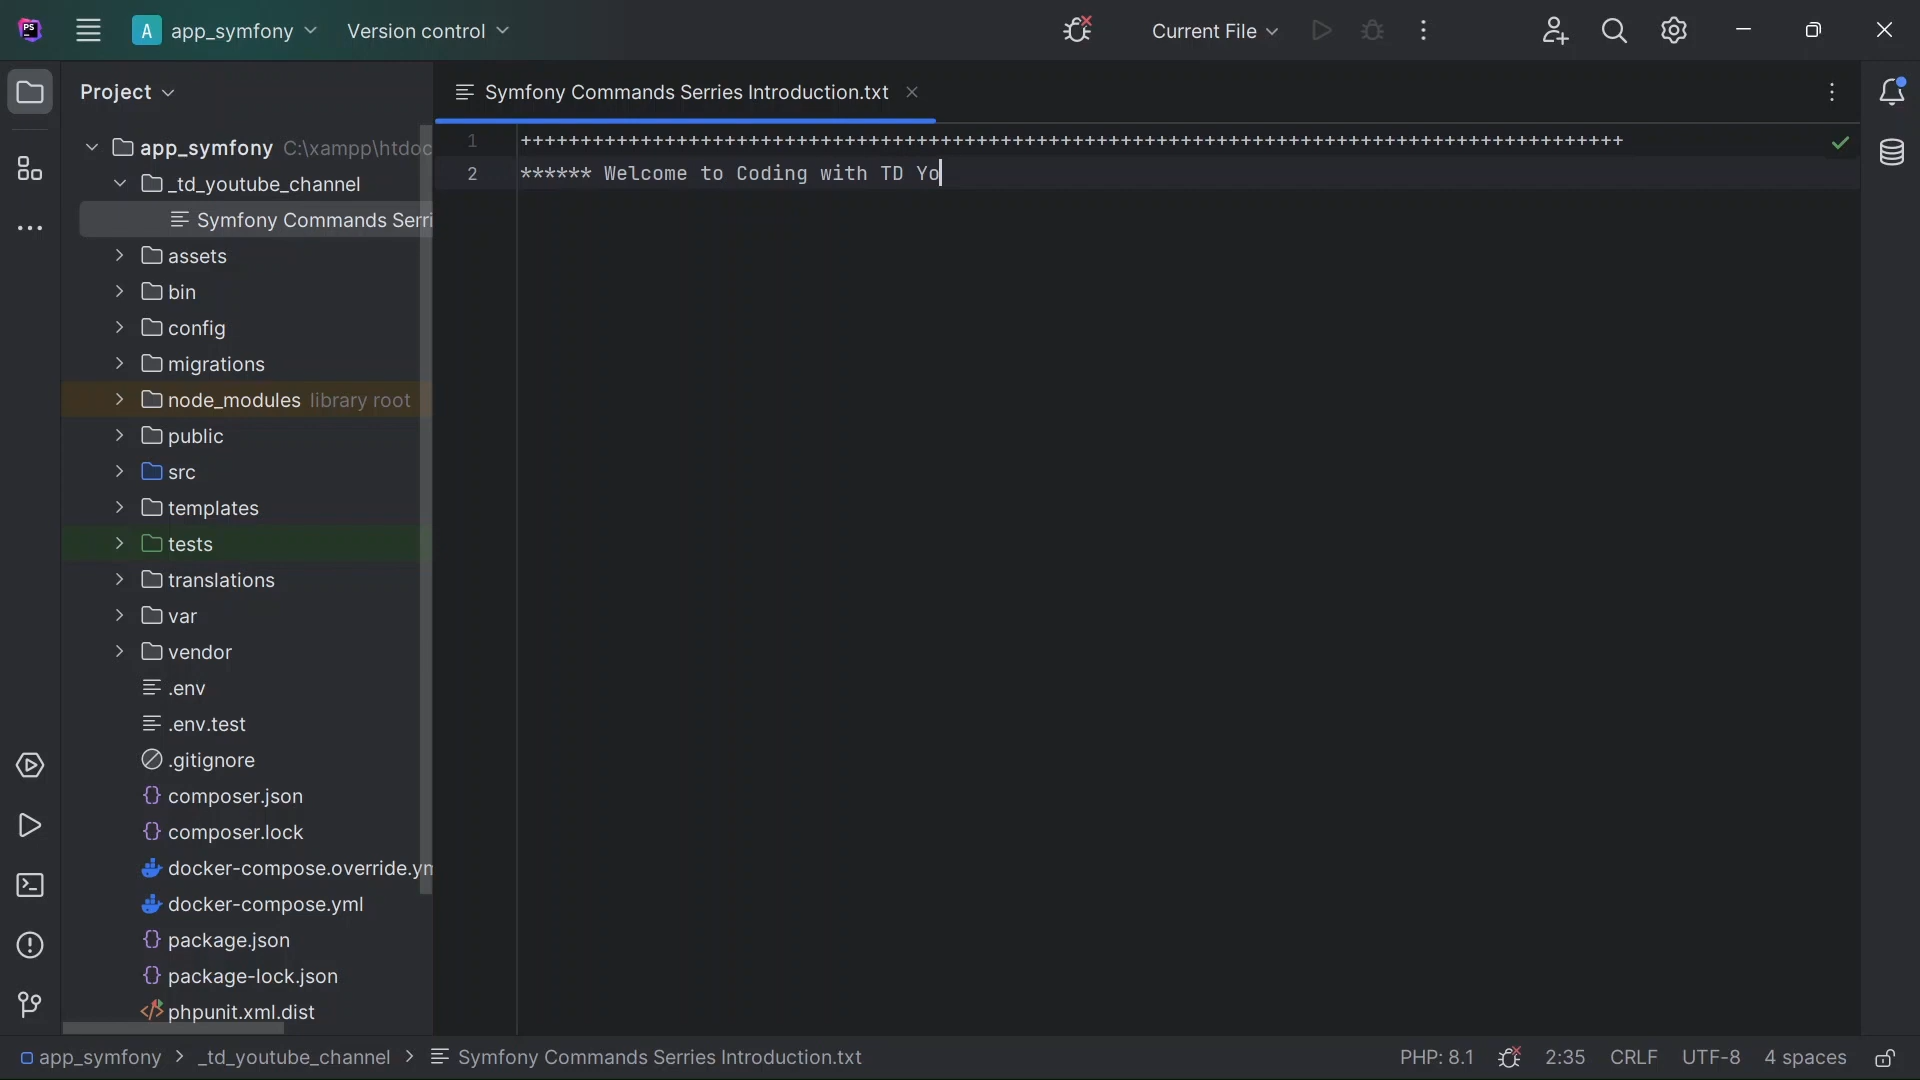 PS
A app_symfony Version control Current File
Project
Symfony Commands Serries Introduction.txt
app_symfony C:\xampp\htdoc
_td_youtube_channel
Symfony Commands Serri
assets
bin
config
migrations
node_modules library root
public
src
templates
tests
translations
var
vendor
.env
.env.test
.gitignore
composer.json
composer.lock
docker-compose.override.ym
docker-compose.yml
package.json
package-lock.json
phpunit.xml.dist
1 ++++++++++++++++++++++++++++++++++++++++++++++++++++++++++++++++++++++++++++++++++++++++++++
2 ****** Welcome to Coding with TD Yo
app_symfony > _td_youtube_channel > Symfony Commands Serries Introduction.txt
PHP: 8.1 2:35 CRLF UTF-8 4 spaces